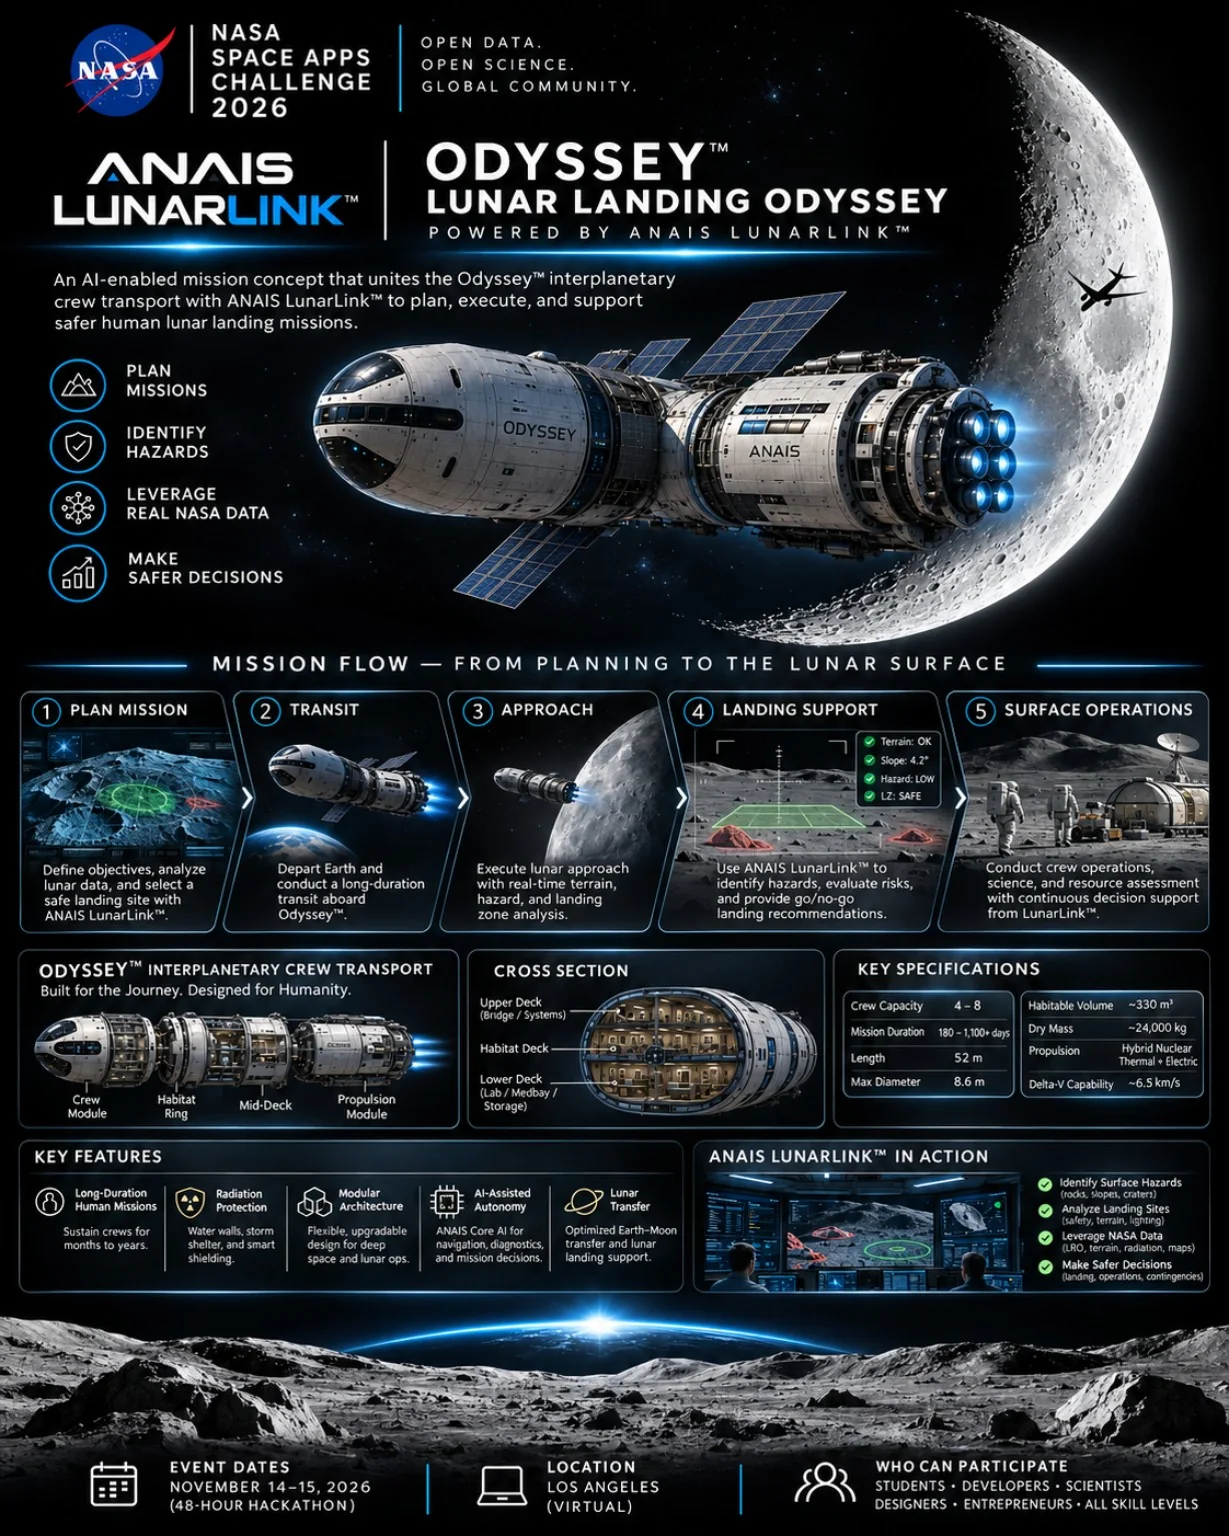 NASA
NASA
SPACE APPS
CHALLENGE
2026
OPEN DATA.
OPEN SCIENCE.
GLOBAL COMMUNITY.
ANAIS
LUNARLINK™
ODYSSEY™
LUNAR LANDING ODYSSEY
POWERED BY ANAIS LUNARLINK™
An AI-enabled mission concept that unites the Odyssey™ interplanetary
crew transport with ANAIS LunarLink™ to plan, execute, and support
safer human lunar landing missions.
PLAN
MISSIONS
IDENTIFY
HAZARDS
LEVERAGE
REAL NASA DATA
MAKE
SAFER DECISIONS
ODYSSEY
ANAIS
MISSION FLOW — FROM PLANNING TO THE LUNAR SURFACE
1 PLAN MISSION
Define objectives, analyze
lunar data, and select a
safe landing site with
ANAIS LunarLink™.
2 TRANSIT
Depart Earth and
conduct a long-duration
transit aboard
Odyssey™.
3 APPROACH
Execute lunar approach
with real-time terrain,
hazard, and landing
zone analysis.
4 LANDING SUPPORT
Terrain: OK
Slope: 4.2°
Hazard: LOW
LZ: SAFE
Use ANAIS LunarLink™ to
identify hazards, evaluate risks,
and provide go/no-go
landing recommendations.
5 SURFACE OPERATIONS
Conduct crew operations,
science, and resource assessment
with continuous decision support
from LunarLink™.
ODYSSEY™ INTERPLANETARY CREW TRANSPORT
Built for the Journey. Designed for Humanity.
Crew
Module
Habitat
Ring
Mid-Deck
Propulsion
Module
CROSS SECTION
Upper Deck
(Bridge / Systems)
Habitat Deck
Lower Deck
(Lab / Medbay /
Storage)
KEY SPECIFICATIONS
Crew Capacity 4 – 8
Mission Duration 180 – 1,100+ days
Length 52 m
Max Diameter 8.6 m
Habitable Volume ~330 m³
Dry Mass ~24,000 kg
Propulsion Hybrid Nuclear
Thermal + Electric
Delta-V Capability ~6.5 km/s
KEY FEATURES
Long-Duration
Human Missions
Sustain crews for
months to years.
Radiation
Protection
Water walls, storm
shelter, and smart
shielding.
Modular
Architecture
Flexible, upgradable
design for deep
space and lunar ops.
AI-Assisted
Autonomy
ANAIS Core AI for
navigation, diagnostics,
and mission decisions.
Lunar
Transfer
Optimized Earth–Moon
transfer and lunar
landing support.
ANAIS LUNARLINK™ IN ACTION
Identify Surface Hazards
(rocks, slopes, craters)
Analyze Landing Sites
(safety, terrain, lighting)
Leverage NASA Data
(LRO, terrain, radiation, maps)
Make Safer Decisions
(landing, operations, contingencies)
EVENT DATES
NOVEMBER 14–15, 2026
(48-HOUR HACKATHON)
LOCATION
LOS ANGELES
(VIRTUAL)
WHO CAN PARTICIPATE
STUDENTS • DEVELOPERS • SCIENTISTS
DESIGNERS • ENTREPRENEURS • ALL SKILL LEVELS